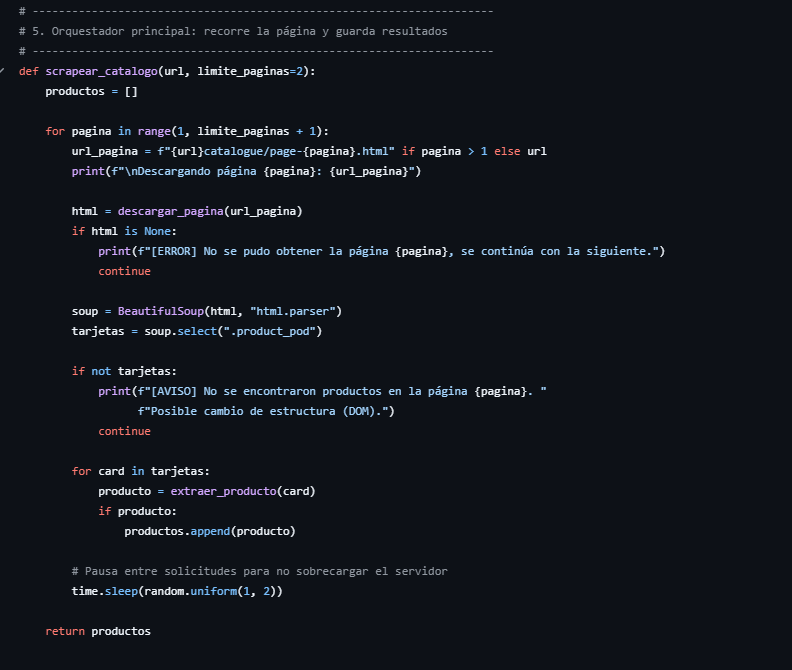 # ----------------------------------------------------------------------
# 5. Orquestador principal: recorre la página y guarda resultados
# ----------------------------------------------------------------------
def scrapear_catalogo(url, limite_paginas=2):
    productos = []

    for pagina in range(1, limite_paginas + 1):
        url_pagina = f"{url}catalogue/page-{pagina}.html" if pagina > 1 else url
        print(f"\nDescargando página {pagina}: {url_pagina}")

        html = descargar_pagina(url_pagina)
        if html is None:
            print(f"[ERROR] No se pudo obtener la página {pagina}, se continúa con la siguiente.")
            continue

        soup = BeautifulSoup(html, "html.parser")
        tarjetas = soup.select(".product_pod")

        if not tarjetas:
            print(f"[AVISO] No se encontraron productos en la página {pagina}. "
                  f"Posible cambio de estructura (DOM).")
            continue

        for card in tarjetas:
            producto = extraer_producto(card)
            if producto:
                productos.append(producto)

        # Pausa entre solicitudes para no sobrecargar el servidor
        time.sleep(random.uniform(1, 2))

    return productos